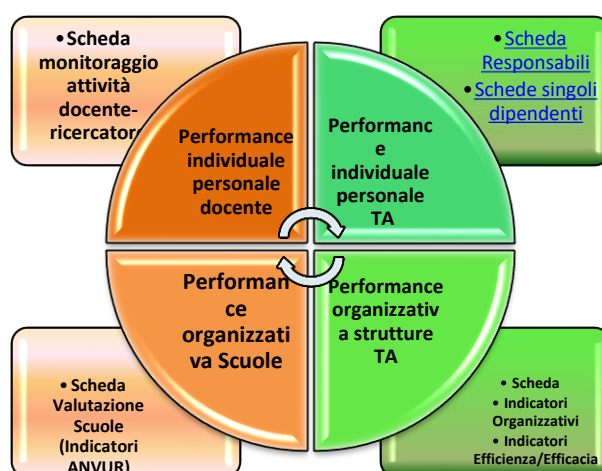 •Scheda
monitoraggio
attività
docente-
ricercatore
•Scheda
Responsabili
•Schede singoli
dipendenti
Performance
individuale
personale
docente
Performanc
e
individuale
personale
TA
Performan
ce
organizzati
va Scuole
Performance
organizzativ
a strutture
TA
• Scheda
Valutazione
Scuole
(Indicatori
ANVUR)
• Scheda
• Indicatori
Organizzativi
• Indicatori
Efficienza/Efficacia